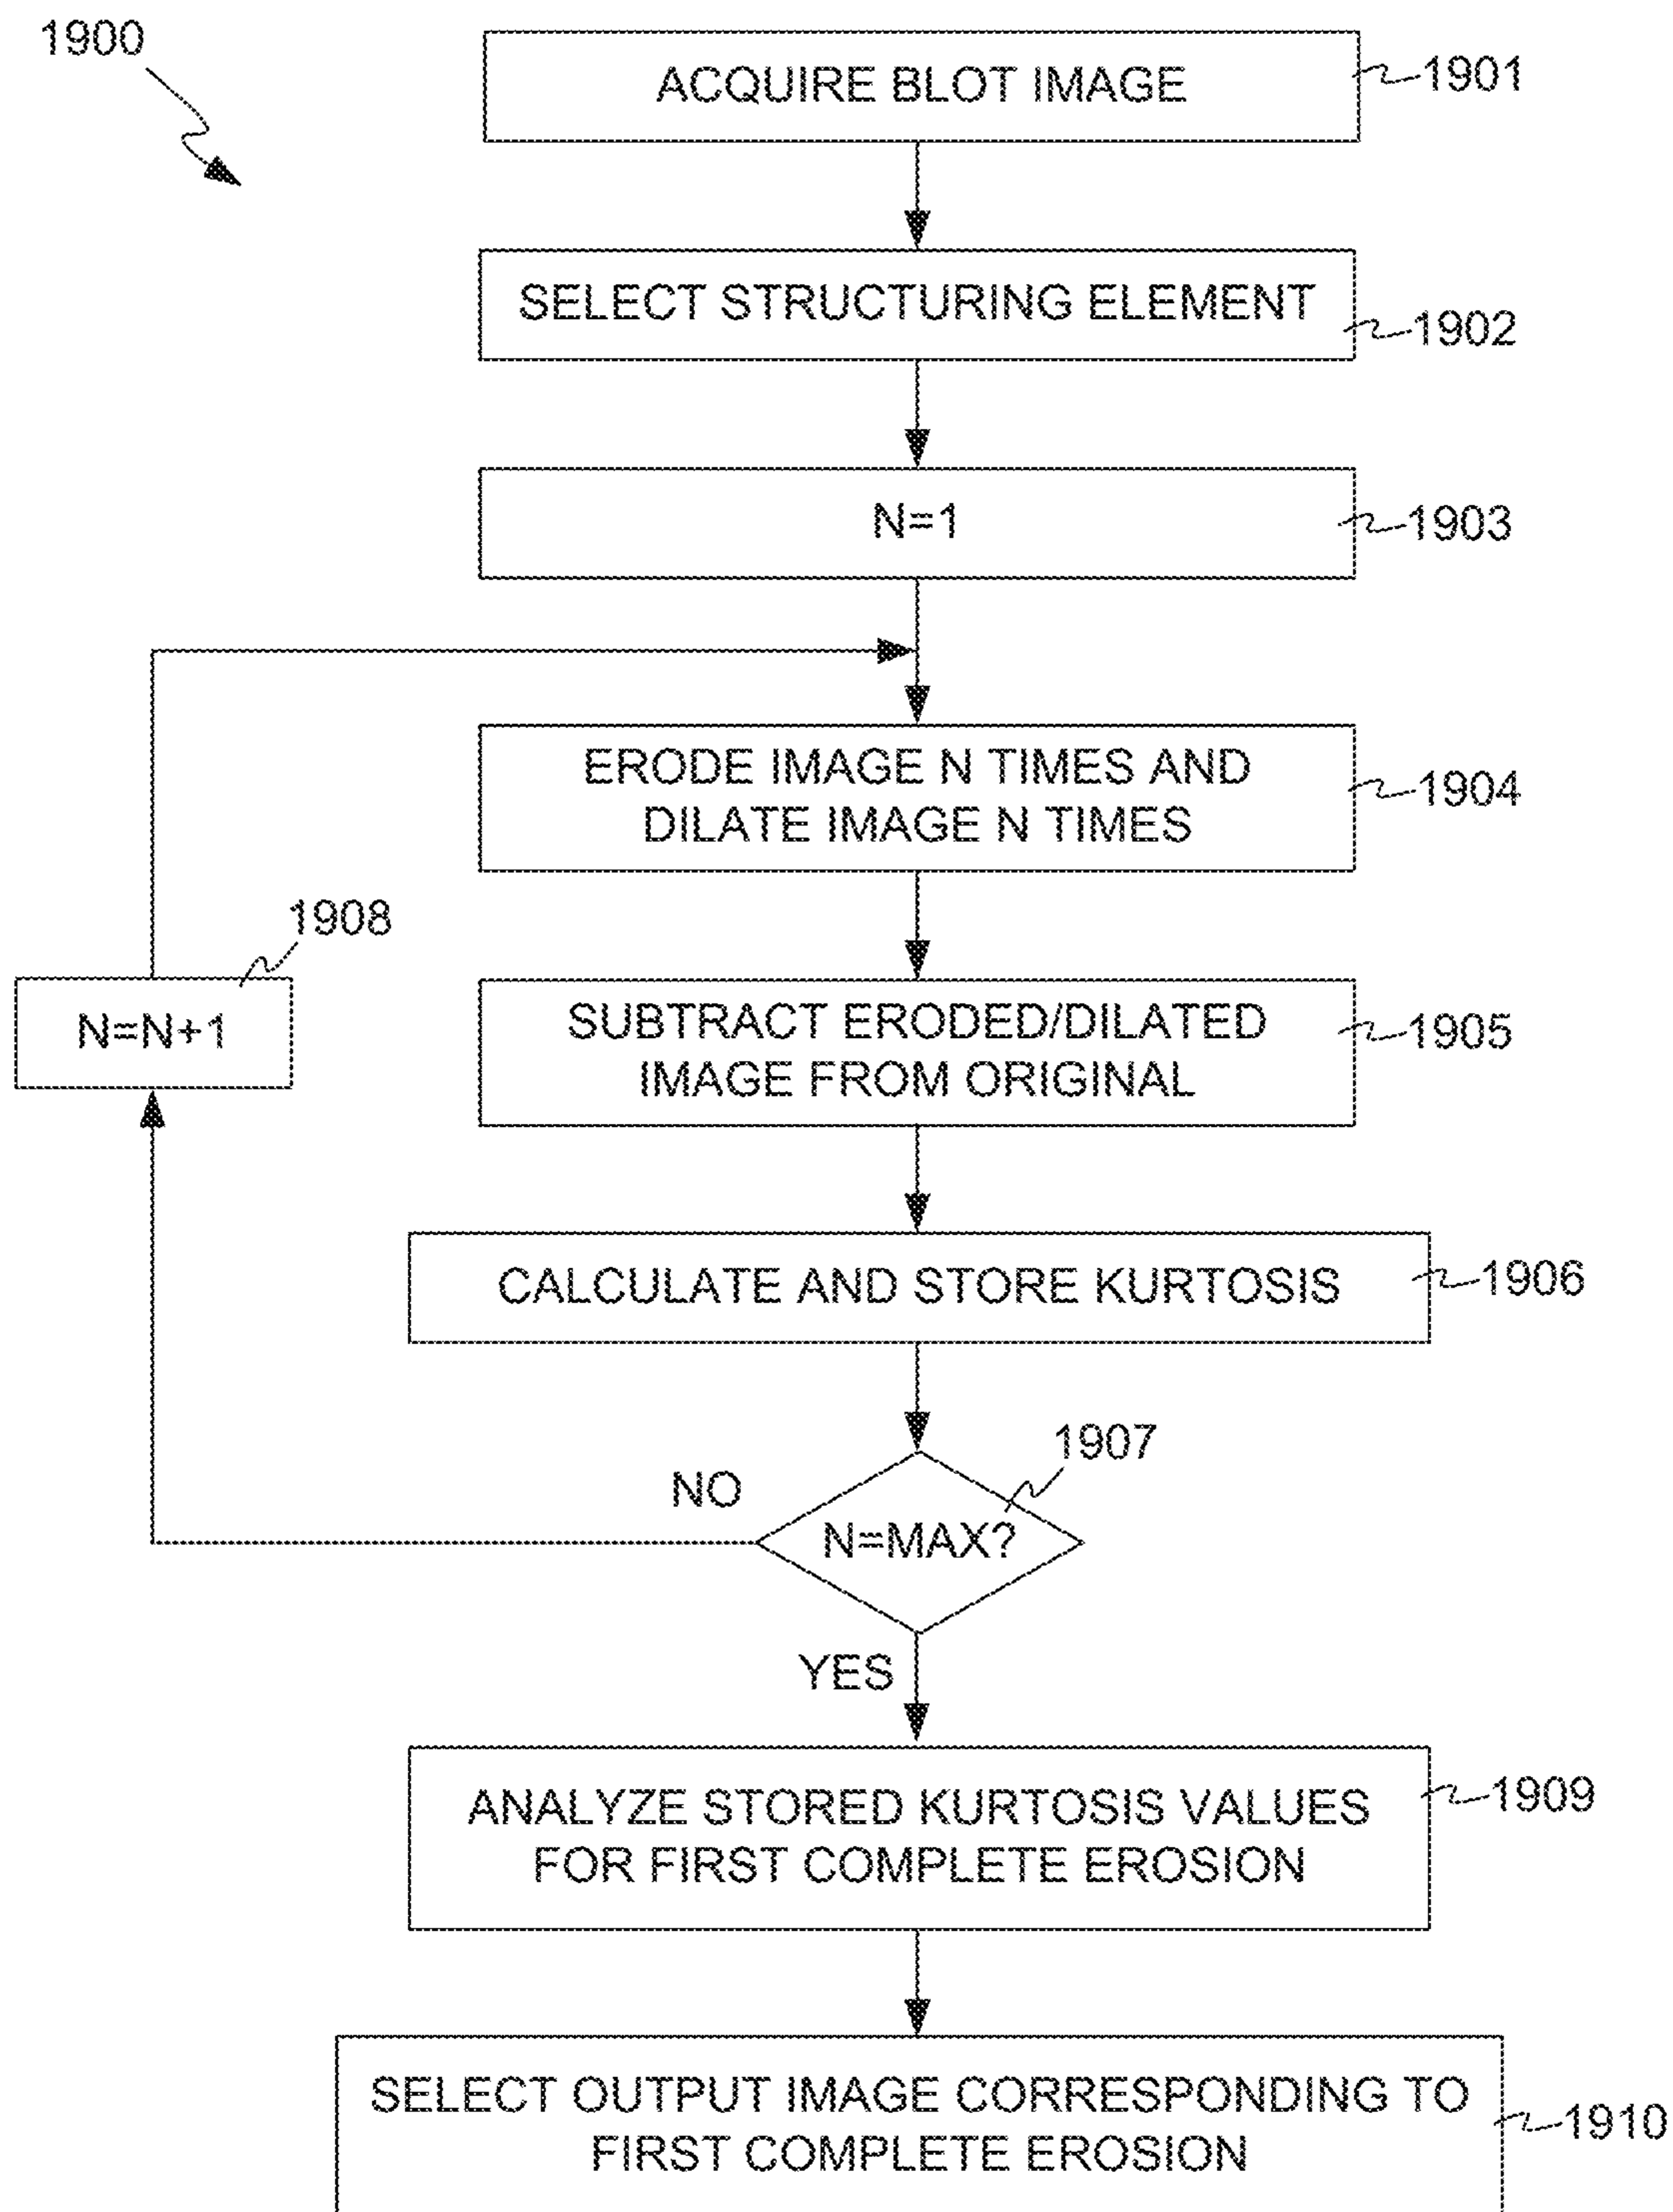 1900
ACQUIRE BLOT IMAGE
1901
SELECT STRUCTURING ELEMENT
1902
N=1
1903
ERODE IMAGE N TIMES AND
DILATE IMAGE N TIMES
1904
1908
N=N+1
SUBTRACT ERODED/DILATED
IMAGE FROM ORIGINAL
1905
CALCULATE AND STORE KURTOSIS
1906
1907
NO
N=MAX?
YES
ANALYZE STORED KURTOSIS VALUES
FOR FIRST COMPLETE EROSION
1909
SELECT OUTPUT IMAGE CORRESPONDING TO
FIRST COMPLETE EROSION
1910